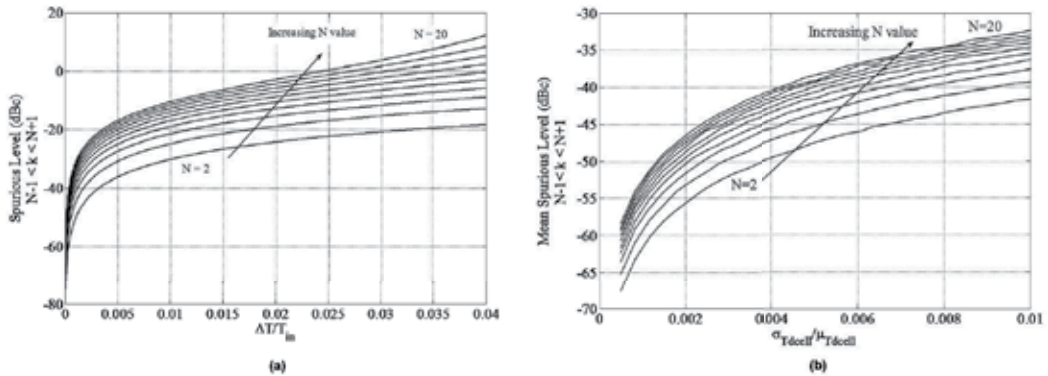 20
0
-20
-40
-60
-80
Spurious Level (dBc)
N-1 < k < N+1
Increasing N value
N = 20
N = 2
0
0.005
0.01
0.015
0.02
0.025
0.03
0.035
0.04
ΔT/T_in
(a)
-30
-35
-40
-45
-50
-55
-60
-65
-70
Mean Spurious Level (dBc)
N-1 < k < N+1
Increasing N value
N=20
N=2
0
0.002
0.004
0.006
0.008
0.01
σ_Tdcell/μ_Tdcell
(b)